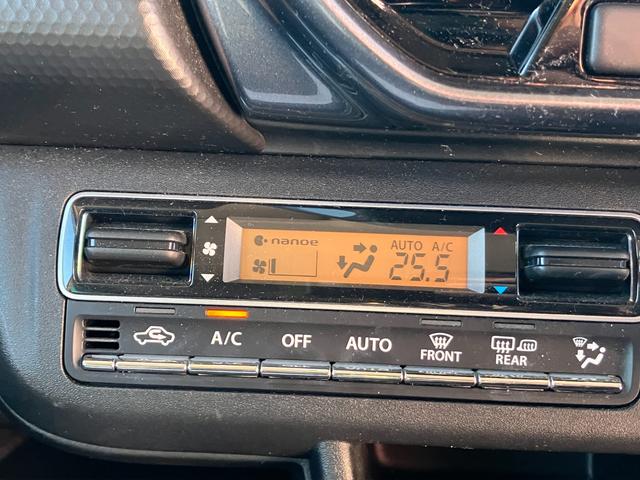 nanoe AUTO A/C
25.5
A/C OFF AUTO FRONT REAR